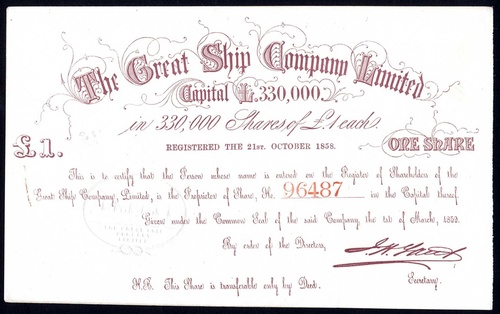 The Great Ship Company Limited
Capital £.330,000.
in 330,000 Shares of £.1 each.
REGISTERED THE 21ST. OCTOBER 1858.
£1.
ONE SHARE
This is to certify that the Person whose name is entered on the Register of Shareholders of the
Great Ship Company, Limited, is the Proprietor of Share, No. 96487 in the Capital thereof.
Given under the Common Seal of the said Company, the 1st of March, 1859.
By order of the Directors,
Secretary.
N.B. This Share is transferable only by Deed.